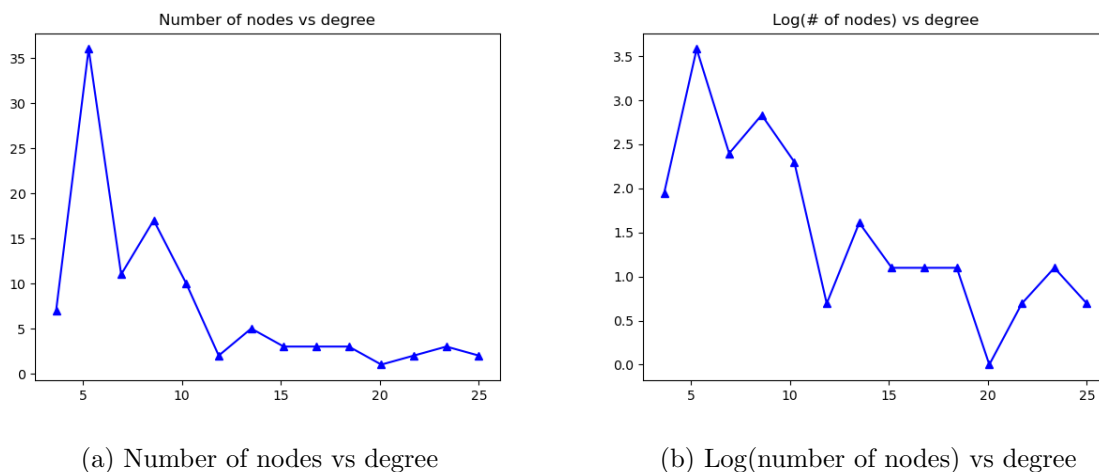 Number of nodes vs degree
35
30
25
20
15
10
5
0
5 10 15 20 25
(a) Number of nodes vs degree
Log(# of nodes) vs degree
3.5
3.0
2.5
2.0
1.5
1.0
0.5
0.0
5 10 15 20 25
(b) Log(number of nodes) vs degree